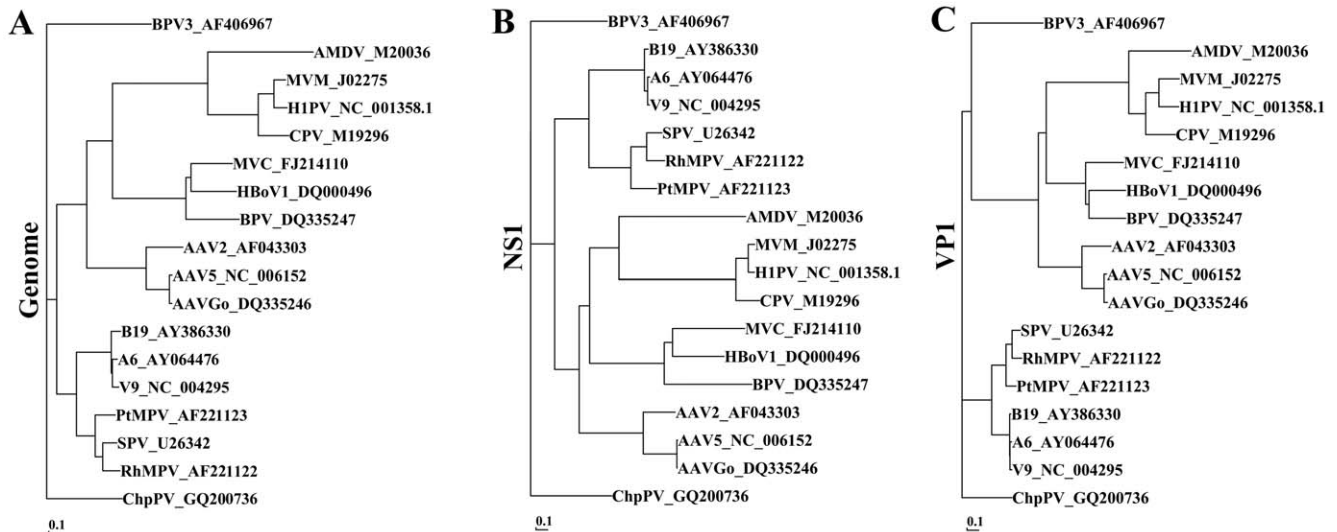 A
Genome
BPV3_AF406967
AMDV_M20036
MVM_J02275
H1PV_NC_001358.1
CPV_M19296
MVC_FJ214110
HBoV1_DQ000496
BPV_DQ335247
AAV2_AF043303
AAV5_NC_006152
AAVGo_DQ335246
B19_AY386330
A6_AY064476
V9_NC_004295
PtMPV_AF221123
SPV_U26342
RhMPV_AF221122
ChpPV_GQ200736
0.1
B
NS1
BPV3_AF406967
B19_AY386330
A6_AY064476
V9_NC_004295
SPV_U26342
RhMPV_AF221122
PtMPV_AF221123
AMDV_M20036
MVM_J02275
H1PV_NC_001358.1
CPV_M19296
MVC_FJ214110
HBoV1_DQ000496
BPV_DQ335247
AAV2_AF043303
AAV5_NC_006152
AAVGo_DQ335246
ChpPV_GQ200736
0.1
C
VP1
BPV3_AF406967
AMDV_M20036
MVM_J02275
H1PV_NC_001358.1
CPV_M19296
MVC_FJ214110
HBoV1_DQ000496
BPV_DQ335247
AAV2_AF043303
AAV5_NC_006152
AAVGo_DQ335246
SPV_U26342
RhMPV_AF221122
PtMPV_AF221123
B19_AY386330
A6_AY064476
V9_NC_004295
ChpPV_GQ200736
0.1